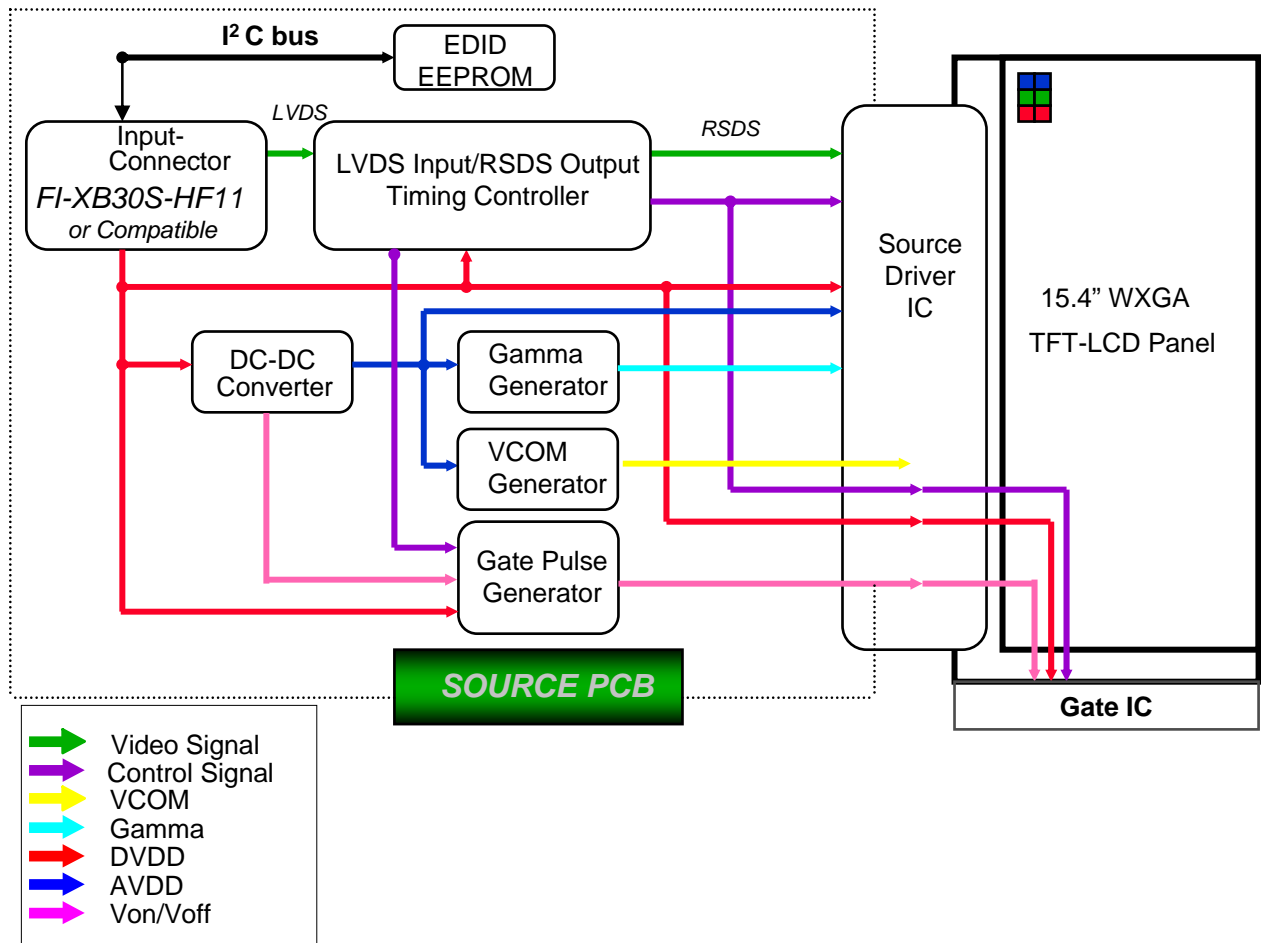 I² C bus
EDID
EEPROM
LVDS
RSDS
Input-
Connector
FI-XB30S-HF11
or Compatible
LVDS Input/RSDS Output
Timing Controller
Source
Driver
IC
15.4” WXGA
TFT-LCD Panel
DC-DC
Converter
Gamma
Generator
VCOM
Generator
Gate Pulse
Generator
SOURCE PCB
Gate IC
Video Signal
Control Signal
VCOM
Gamma
DVDD
AVDD
Von/Voff